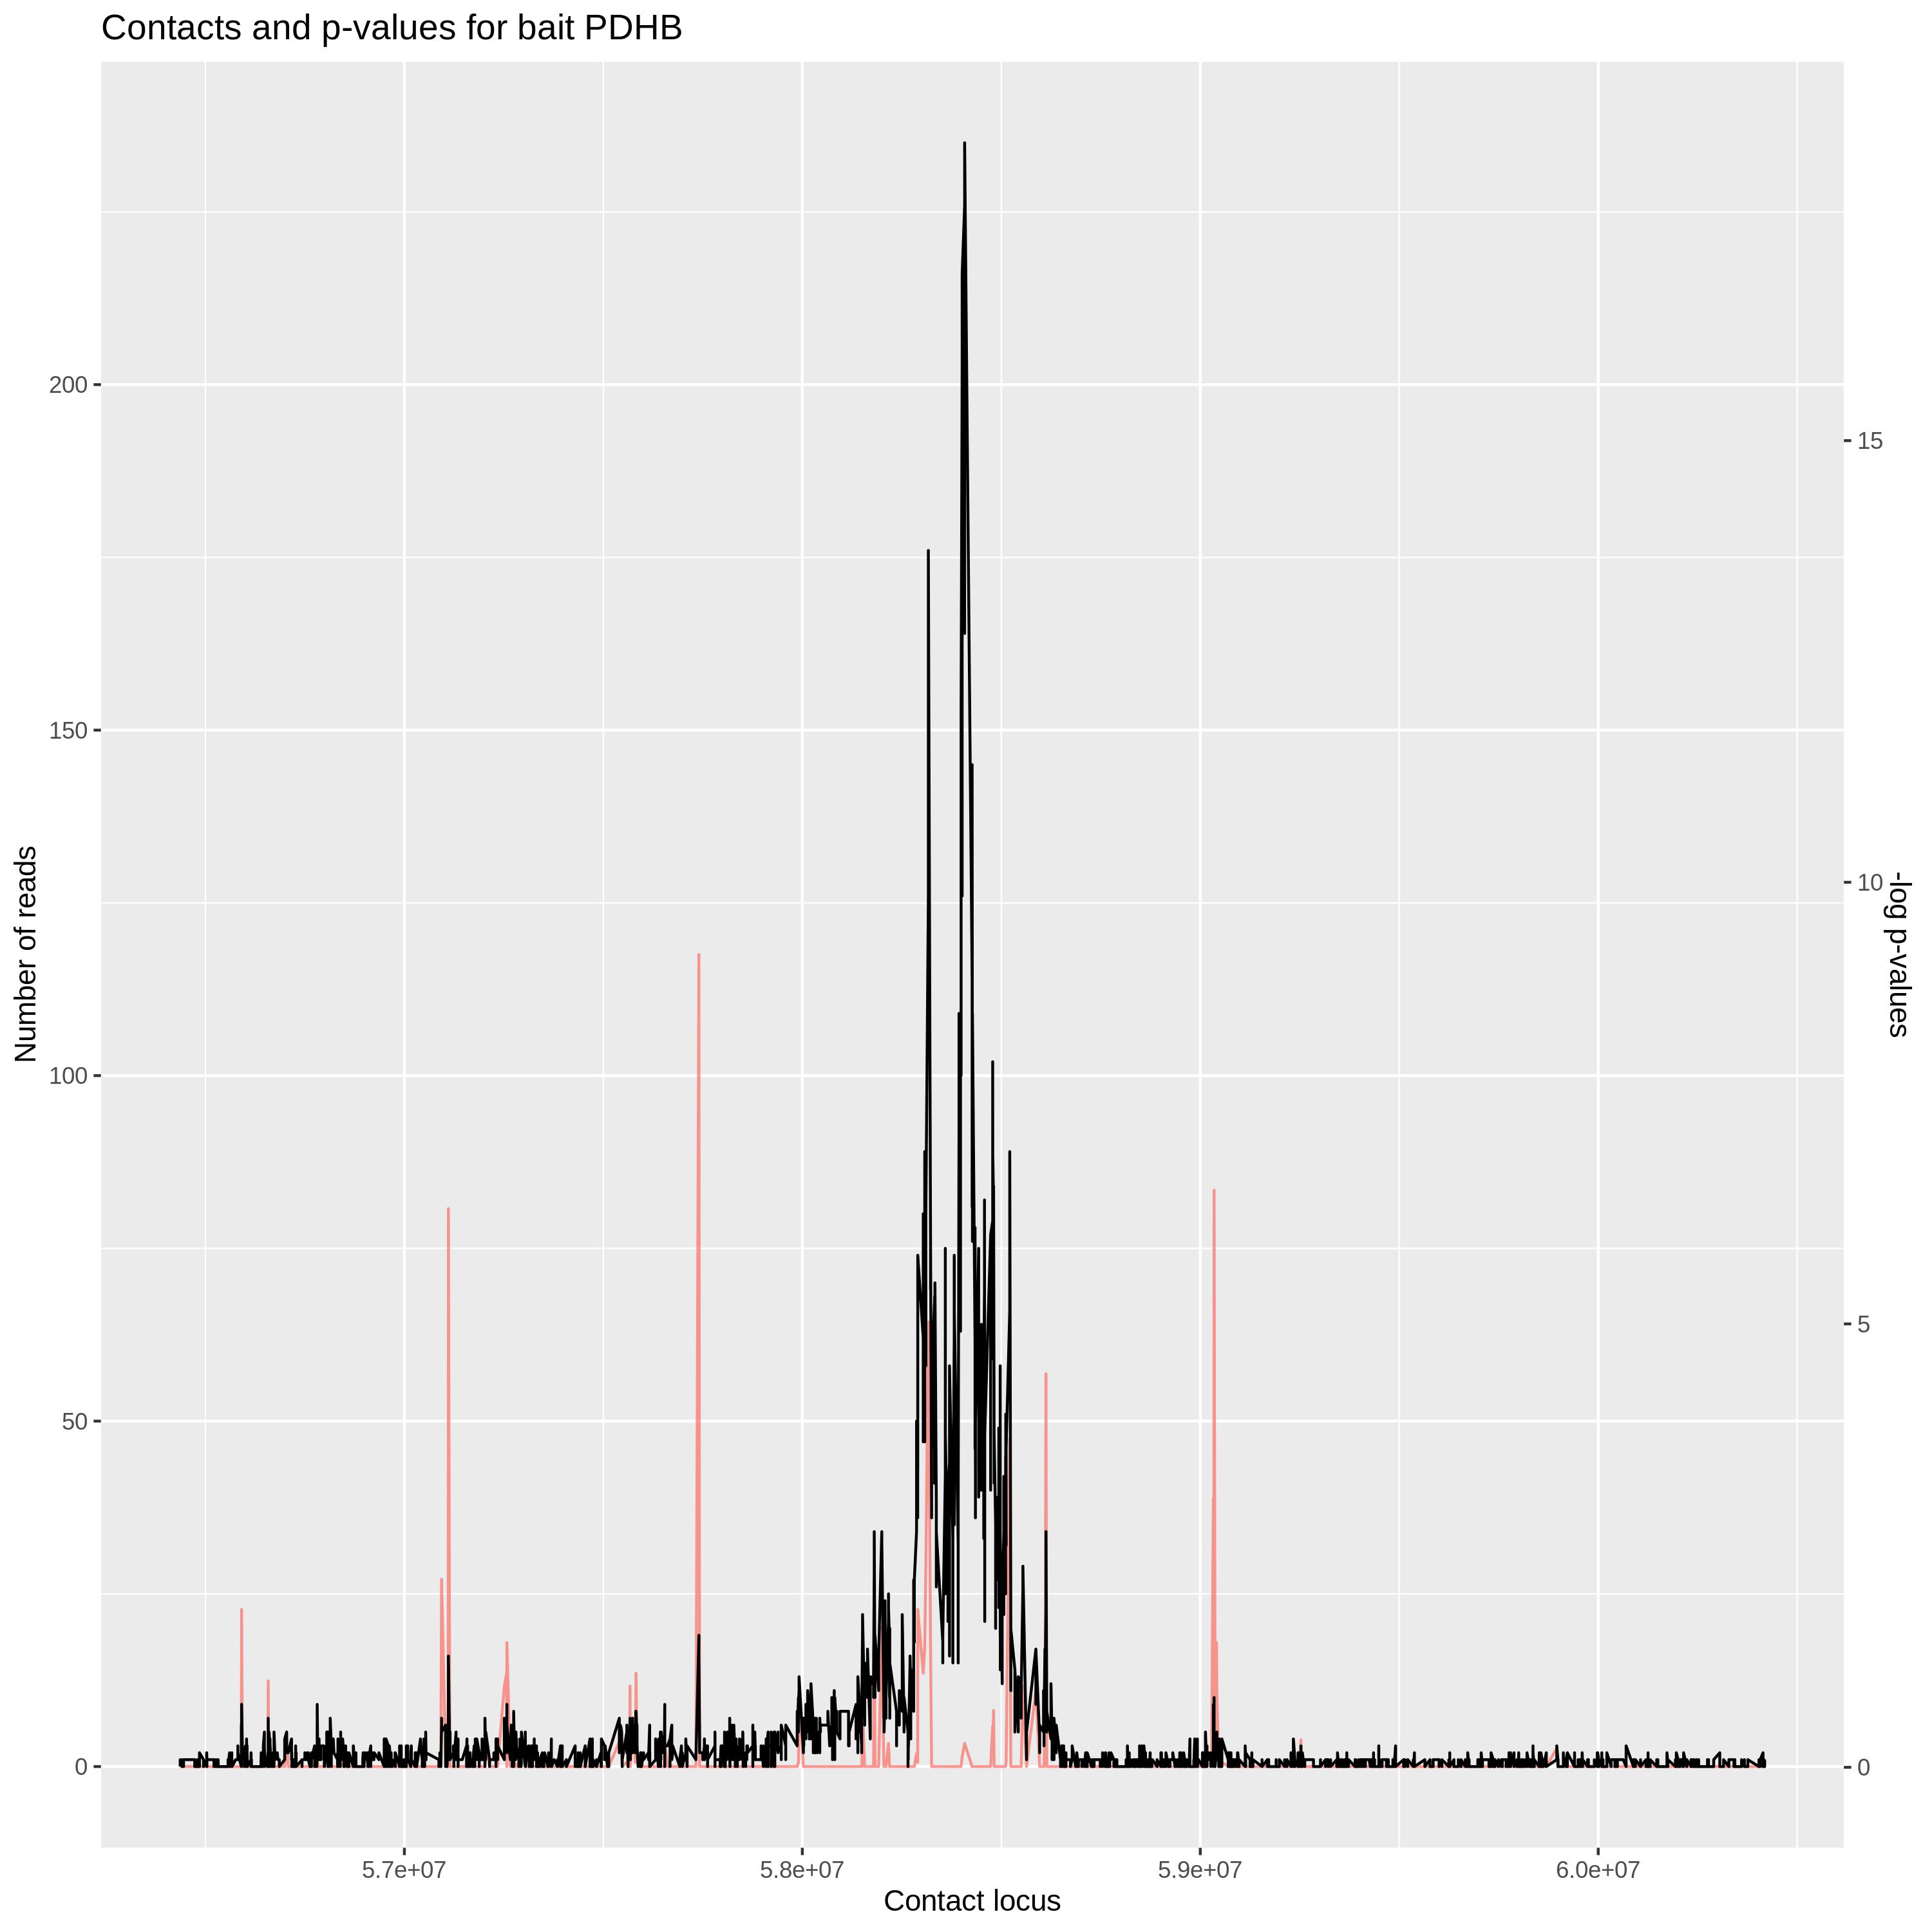 Contacts and p-values for bait PDHB
200
150
100
50
0
Number of reads
15
10
5
0
-log p-values
5.7e+07 5.8e+07 5.9e+07 6.0e+07
Contact locus